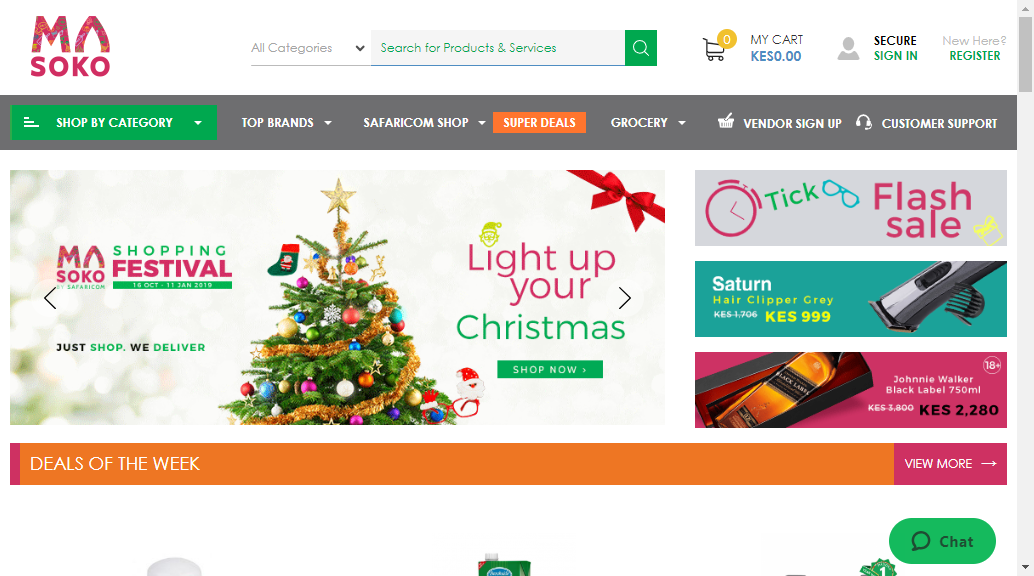 MA
SOKO
All Categories
Search for Products & Services
0
MY CART
KES0.00
SECURE
SIGN IN
New Here?
REGISTER
SHOP BY CATEGORY
TOP BRANDS
SAFARICOM SHOP
SUPER DEALS
GROCERY
VENDOR SIGN UP
CUSTOMER SUPPORT
MA
SOKO
BY SAFARICOM
SHOPPING
FESTIVAL
16 OCT - 11 JAN 2019
JUST SHOP. WE DELIVER
Light up
your
Christmas
SHOP NOW ›
Tick
Flash
sale
Saturn
Hair Clipper Grey
KES 1,706 KES 999
BLACK LABEL
18+
Johnnie Walker
Black Label 750ml
KES 3,800 KES 2,280
DEALS OF THE WEEK
VIEW MORE →
Chat
1